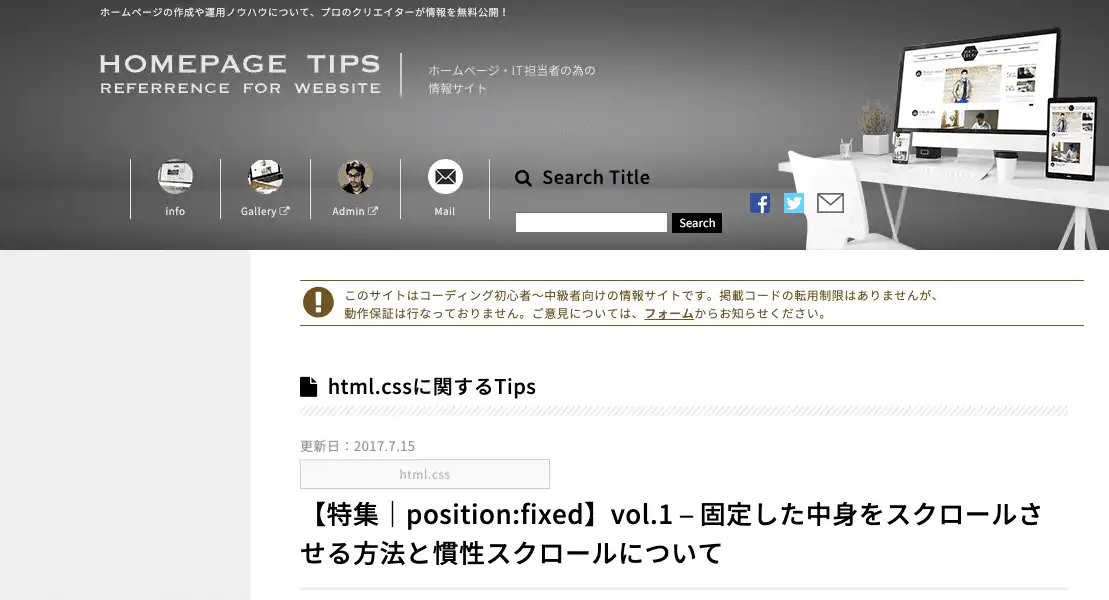 ホームページの作成や運用ノウハウについて、プロのクリエイターが情報を無料公開！
HOMEPAGE TIPS
REFERRENCE FOR WEBSITE
ホームページ・IT担当者の為の
情報サイト
info
Gallery
Admin
Mail
Search Title
Search
このサイトはコーディング初心者～中級者向けの情報サイトです。掲載コードの転用制限はありませんが、
動作保証は行なっておりません。ご意見については、フォームからお知らせください。
html.cssに関するTips
更新日：2017.7.15
html.css
【特集｜position:fixed】vol.1 – 固定した中身をスクロールさ
せる方法と慣性スクロールについて